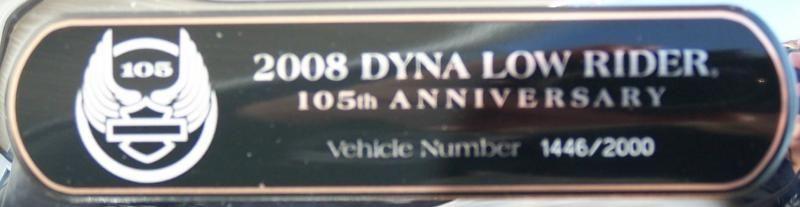 105
2008 DYNA LOW RIDER.
105th ANNIVERSARY
Vehicle Number 1446/2000